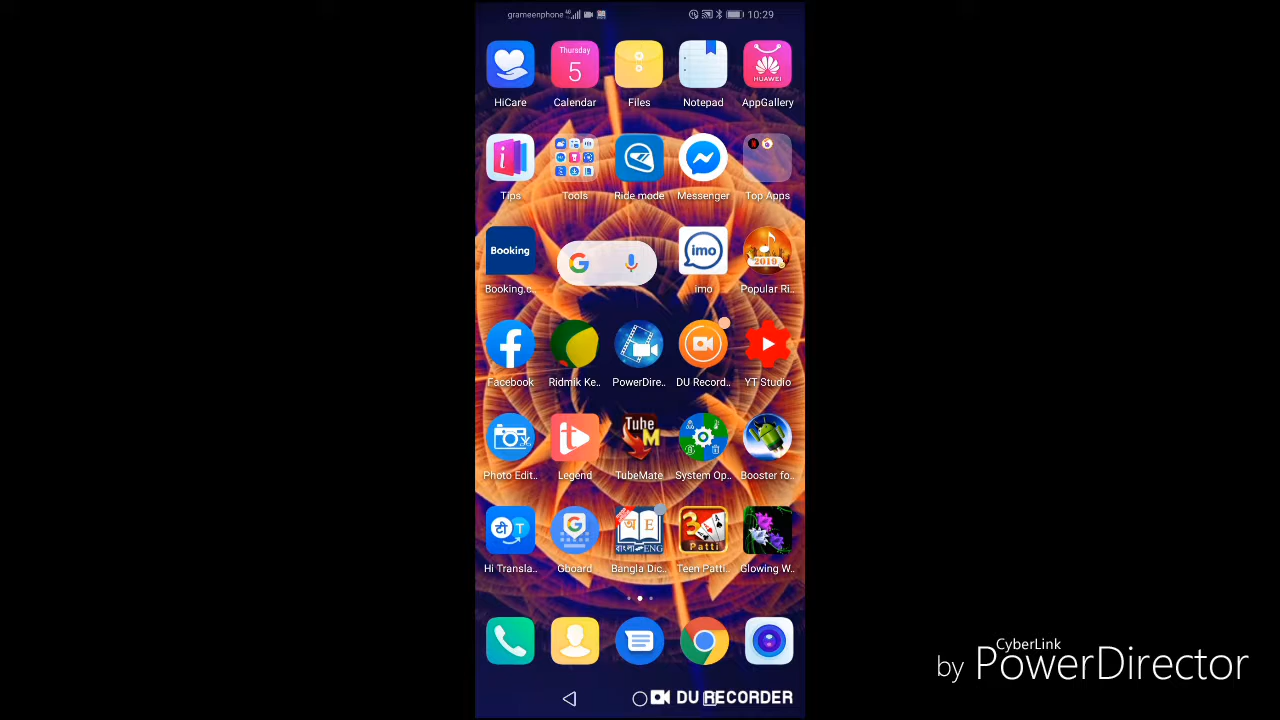 grameenphone 4G 10:29
Thursday
5
HUAWEI
HiCare Calendar Files Notepad AppGallery
Tips Tools Ride mode Messenger Top Apps
Booking imo 2019
Booking.c.. imo Popular Ri..
Facebook Ridmik Ke.. PowerDire.. DU Record.. YT Studio
Tube
M
Photo Edit.. Legend TubeMate System Op.. Booster fo..
टी T G অ E 3 A
বাংলা ENG Patti
Hi Transla.. Gboard Bangla Dic.. Teen Patti.. Glowing W..
DU RECORDER
CyberLink
by PowerDirector